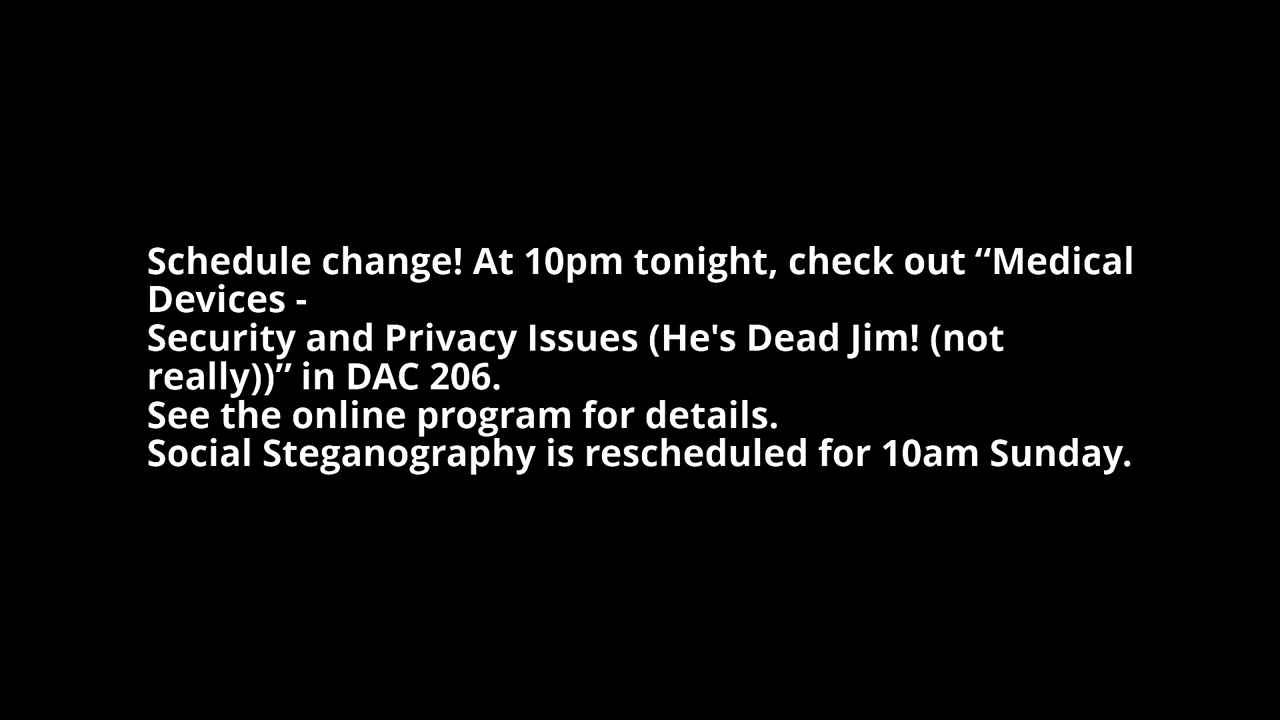 Schedule change! At 10pm tonight, check out “Medical
Devices -
Security and Privacy Issues (He's Dead Jim! (not
really))” in DAC 206.
See the online program for details.
Social Steganography is rescheduled for 10am Sunday.